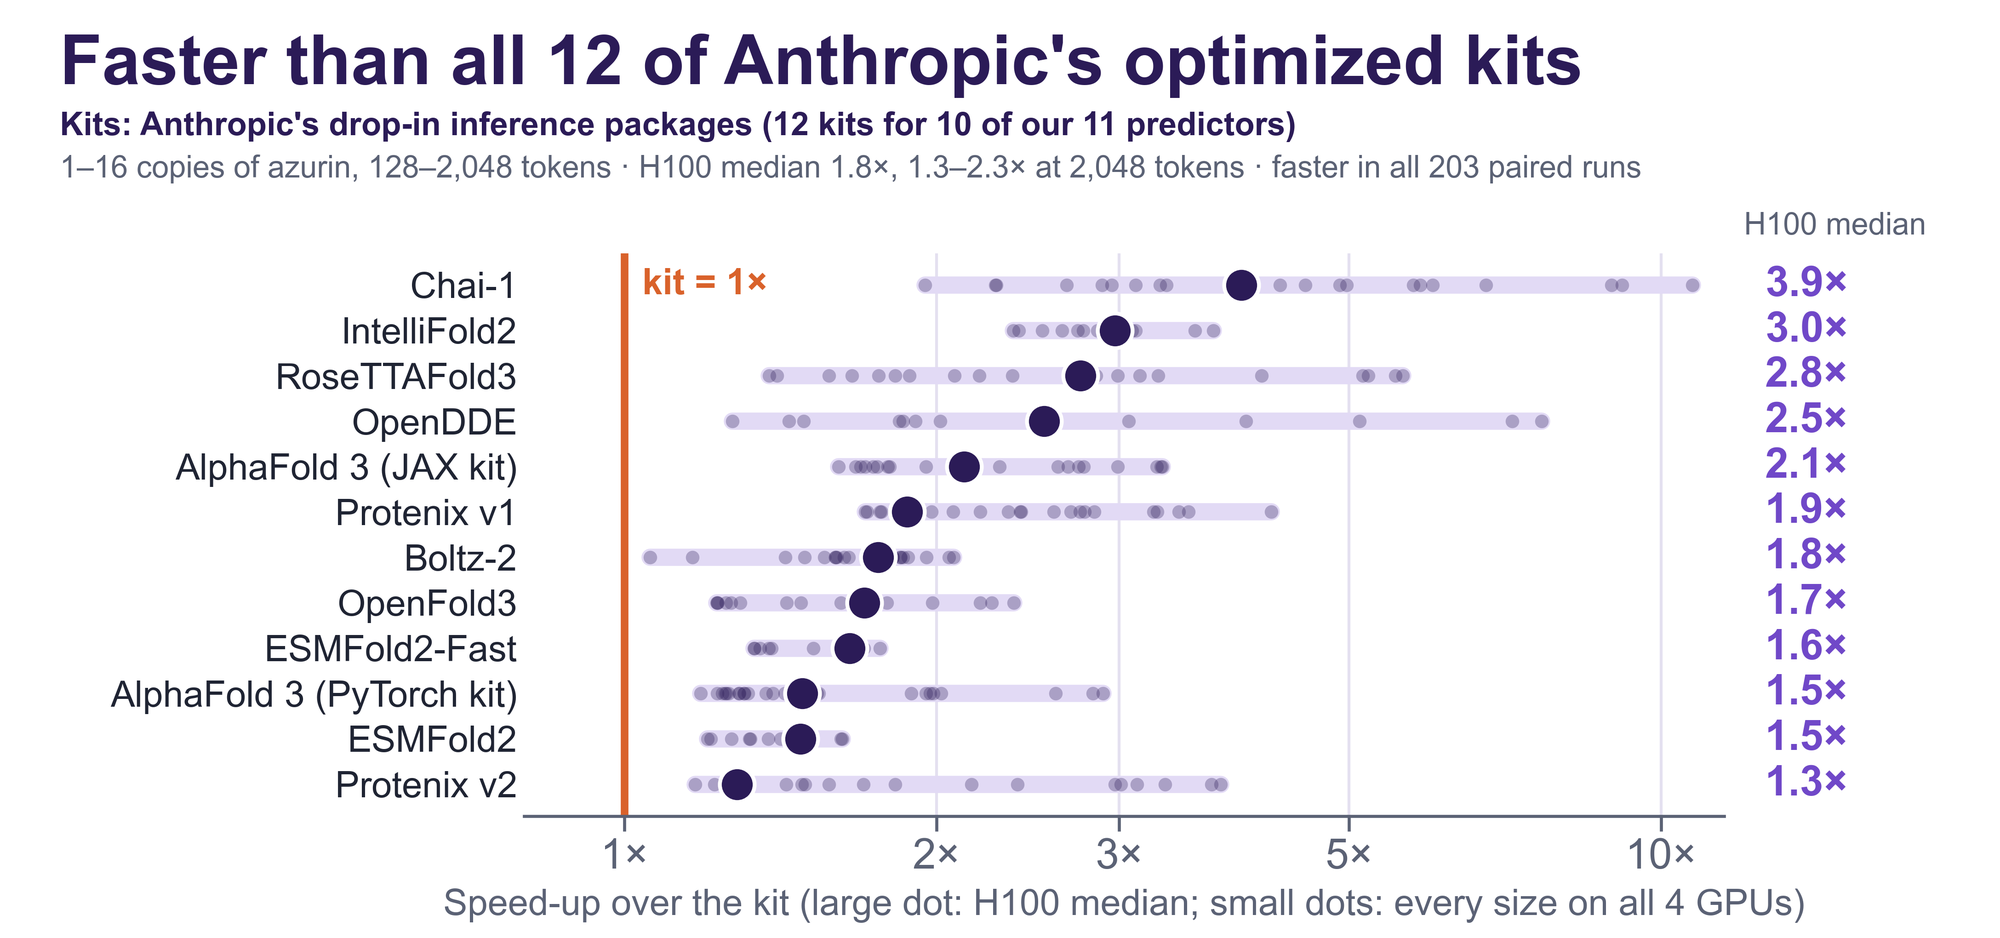 Faster than all 12 of Anthropic's optimized kits
Kits: Anthropic's drop-in inference packages (12 kits for 10 of our 11 predictors)
1–16 copies of azurin, 128–2,048 tokens · H100 median 1.8×, 1.3–2.3× at 2,048 tokens · faster in all 203 paired runs
H100 median
kit = 1×
Chai-1 3.9×
IntelliFold2 3.0×
RoseTTAFold3 2.8×
OpenDDE 2.5×
AlphaFold 3 (JAX kit) 2.1×
Protenix v1 1.9×
Boltz-2 1.8×
OpenFold3 1.7×
ESMFold2-Fast 1.6×
AlphaFold 3 (PyTorch kit) 1.5×
ESMFold2 1.5×
Protenix v2 1.3×
1× 2× 3× 5× 10×
Speed-up over the kit (large dot: H100 median; small dots: every size on all 4 GPUs)